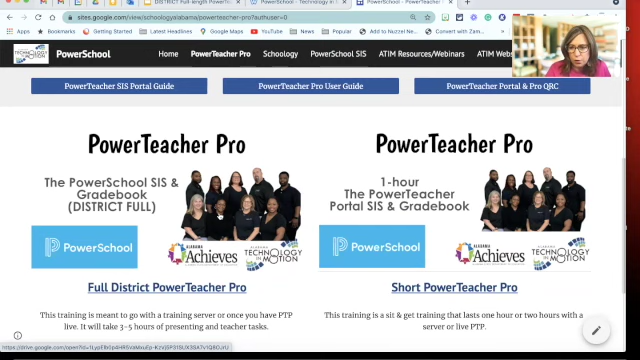 DISTRICT Full-length PowerTe
PowerSchool - Technology in M
PowerSchool - PowerTeacher P
sites.google.com/view/schoologyalabama/powerteacher-pro?authuser=0
Apps
Bookmarks
Getting Started
Latest Headlines
Google Maps
YouTube
Translate
News
Add to Nuzzel Ne...
Convert with Zam...
TECHNOLOGY IN MOTION
PowerSchool
Home
PowerTeacher Pro
Schoology
PowerSchool SIS
ATIM Resources/Webinars
ATIM Webs
PowerTeacher SIS Portal Guide
PowerTeacher Pro User Guide
PowerTeacher Portal & Pro QRC
PowerTeacher Pro
The PowerSchool SIS &
Gradebook
(DISTRICT FULL)
PowerSchool
ALABAMA
Achieves
ALABAMA
TECHNOLOGY
IN MOTION
Full District PowerTeacher Pro
This training is meant to go with a training server or once you have PTP
live. It will take 3-5 hours of presenting and teacher tasks.
PowerTeacher Pro
1-hour
The PowerTeacher
Portal SIS & Gradebook
PowerSchool
ALABAMA
Achieves
ALABAMA
TECHNOLOGY
IN MOTION
Short PowerTeacher Pro
This training is a sit & get training that lasts one hour or two hours with a
server or live PTP.